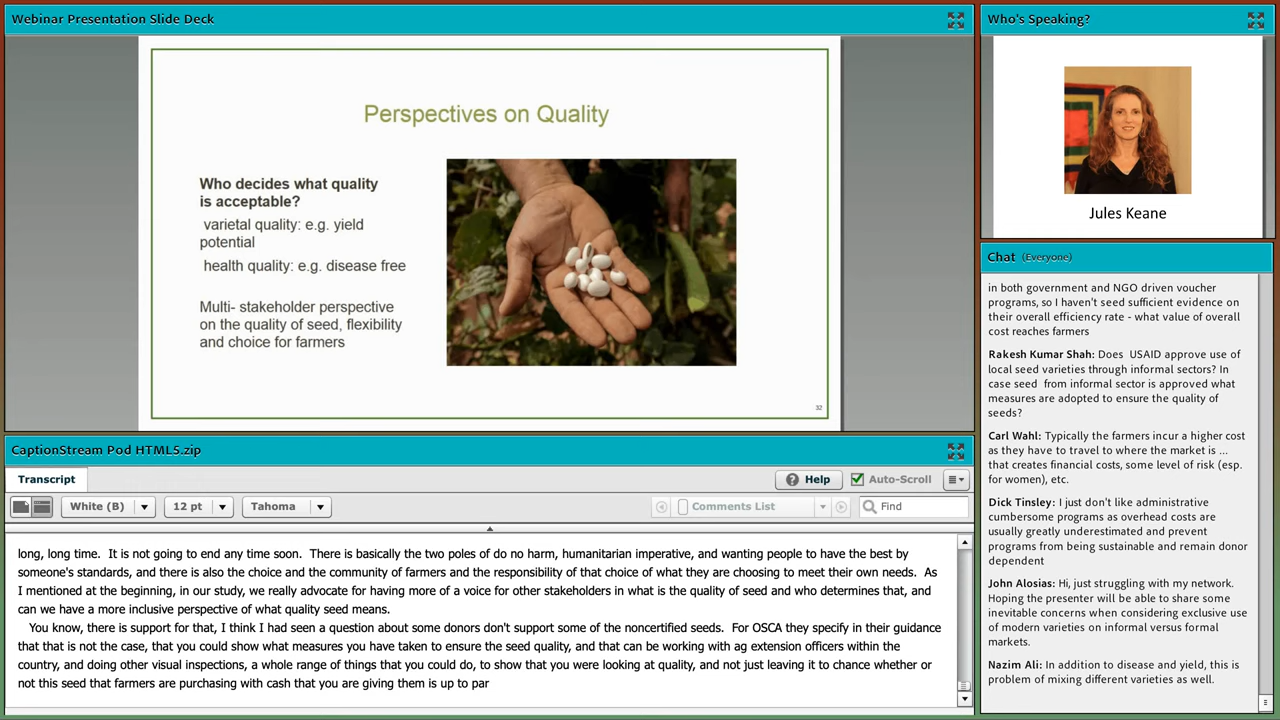 Webinar Presentation Slide Deck
Perspectives on Quality
Who decides what quality
is acceptable?
varietal quality: e.g. yield
potential
health quality: e.g. disease free
Multi- stakeholder perspective
on the quality of seed, flexibility
and choice for farmers
32
Who's Speaking?
Jules Keane
Chat (Everyone)
in both government and NGO driven voucher
programs, so I haven't seed sufficient evidence on
their overall efficiency rate - what value of overall
cost reaches farmers
Rakesh Kumar Shah: Does USAID approve use of
local seed varieties through informal sectors? In
case seed from informal sector is approved what
measures are adopted to ensure the quality of
seeds?
Carl Wahl: Typically the farmers incur a higher cost
as they have to travel to where the market is ...
that creates financial costs, some level of risk (esp.
for women), etc.
Dick Tinsley: I just don't like administrative
cumbersome programs as overhead costs are
usually greatly underestimated and prevent
programs from being sustainable and remain donor
dependent
John Alosias: Hi, just struggling with my network.
Hoping the presenter will be able to share some
inevitable concerns when considering exclusive use
of modern varieties on informal versus formal
markets.
Nazim Ali: In addition to disease and yield, this is
problem of mixing different varieties as well.
CaptionStream Pod HTML5.zip
Transcript
Help
Auto-Scroll
White (B)
12 pt
Tahoma
Comments List
Find
long, long time. It is not going to end any time soon. There is basically the two poles of do no harm, humanitarian imperative, and wanting people to have the best by
someone's standards, and there is also the choice and the community of farmers and the responsibility of that choice of what they are choosing to meet their own needs. As
I mentioned at the beginning, in our study, we really advocate for having more of a voice for other stakeholders in what is the quality of seed and who determines that, and
can we have a more inclusive perspective of what quality seed means.
You know, there is support for that, I think I had seen a question about some donors don't support some of the noncertified seeds. For OSCA they specify in their guidance
that that is not the case, that you could show what measures you have taken to ensure the seed quality, and that can be working with ag extension officers within the
country, and doing other visual inspections, a whole range of things that you could do, to show that you were looking at quality, and not just leaving it to chance whether or
not this seed that farmers are purchasing with cash that you are giving them is up to par